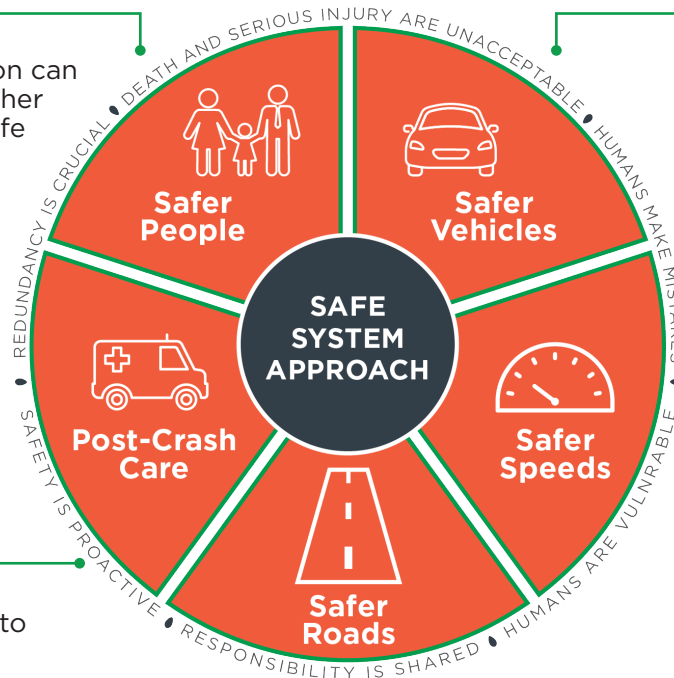 on can
her
fe
DEATH AND SERIOUS INJURY ARE UNACCEPTABLE
HUMANS MAKE MISTAKES
HUMANS ARE VULNRABLE
RESPONSIBILITY IS SHARED
SAFETY IS PROACTIVE
REDUNDANCY IS CRUCIAL
Safer
People
Safer
Vehicles
SAFE
SYSTEM
APPROACH
Post-Crash
Care
Safer
Speeds
Safer
Roads
to